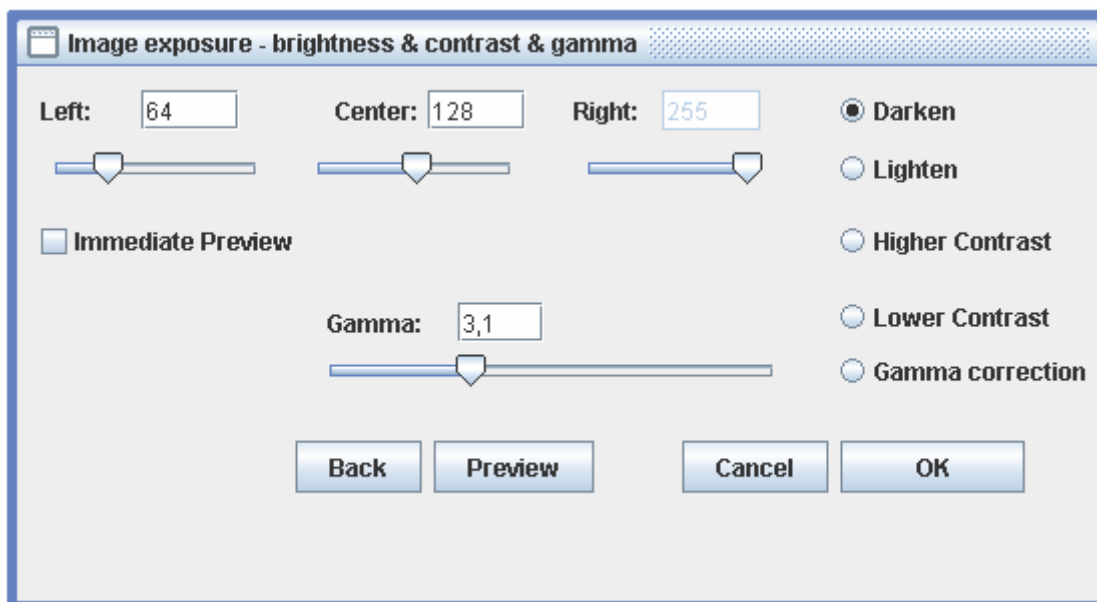 Image exposure - brightness & contrast & gamma
Left: 64 Center: 128 Right: 255 Darken
Lighten
Immediate Preview Higher Contrast
Gamma: 3,1 Lower Contrast
Gamma correction
Back Preview Cancel OK